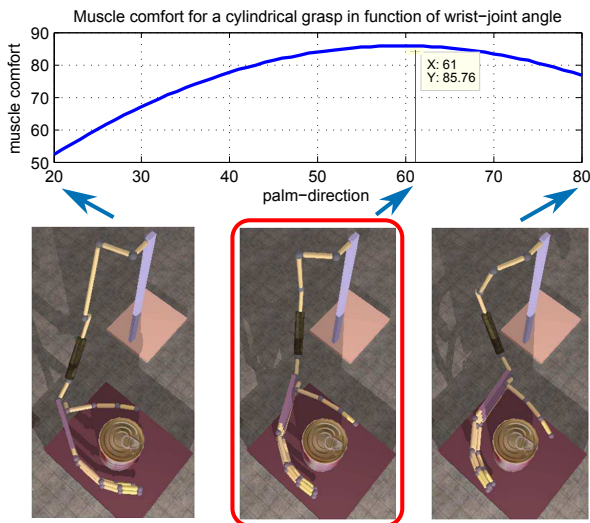 Muscle comfort for a cylindrical grasp in function of wrist−joint angle
90
80
70
60
50
muscle comfort
X: 61
Y: 85.76
20 30 40 50 60 70 80
palm−direction